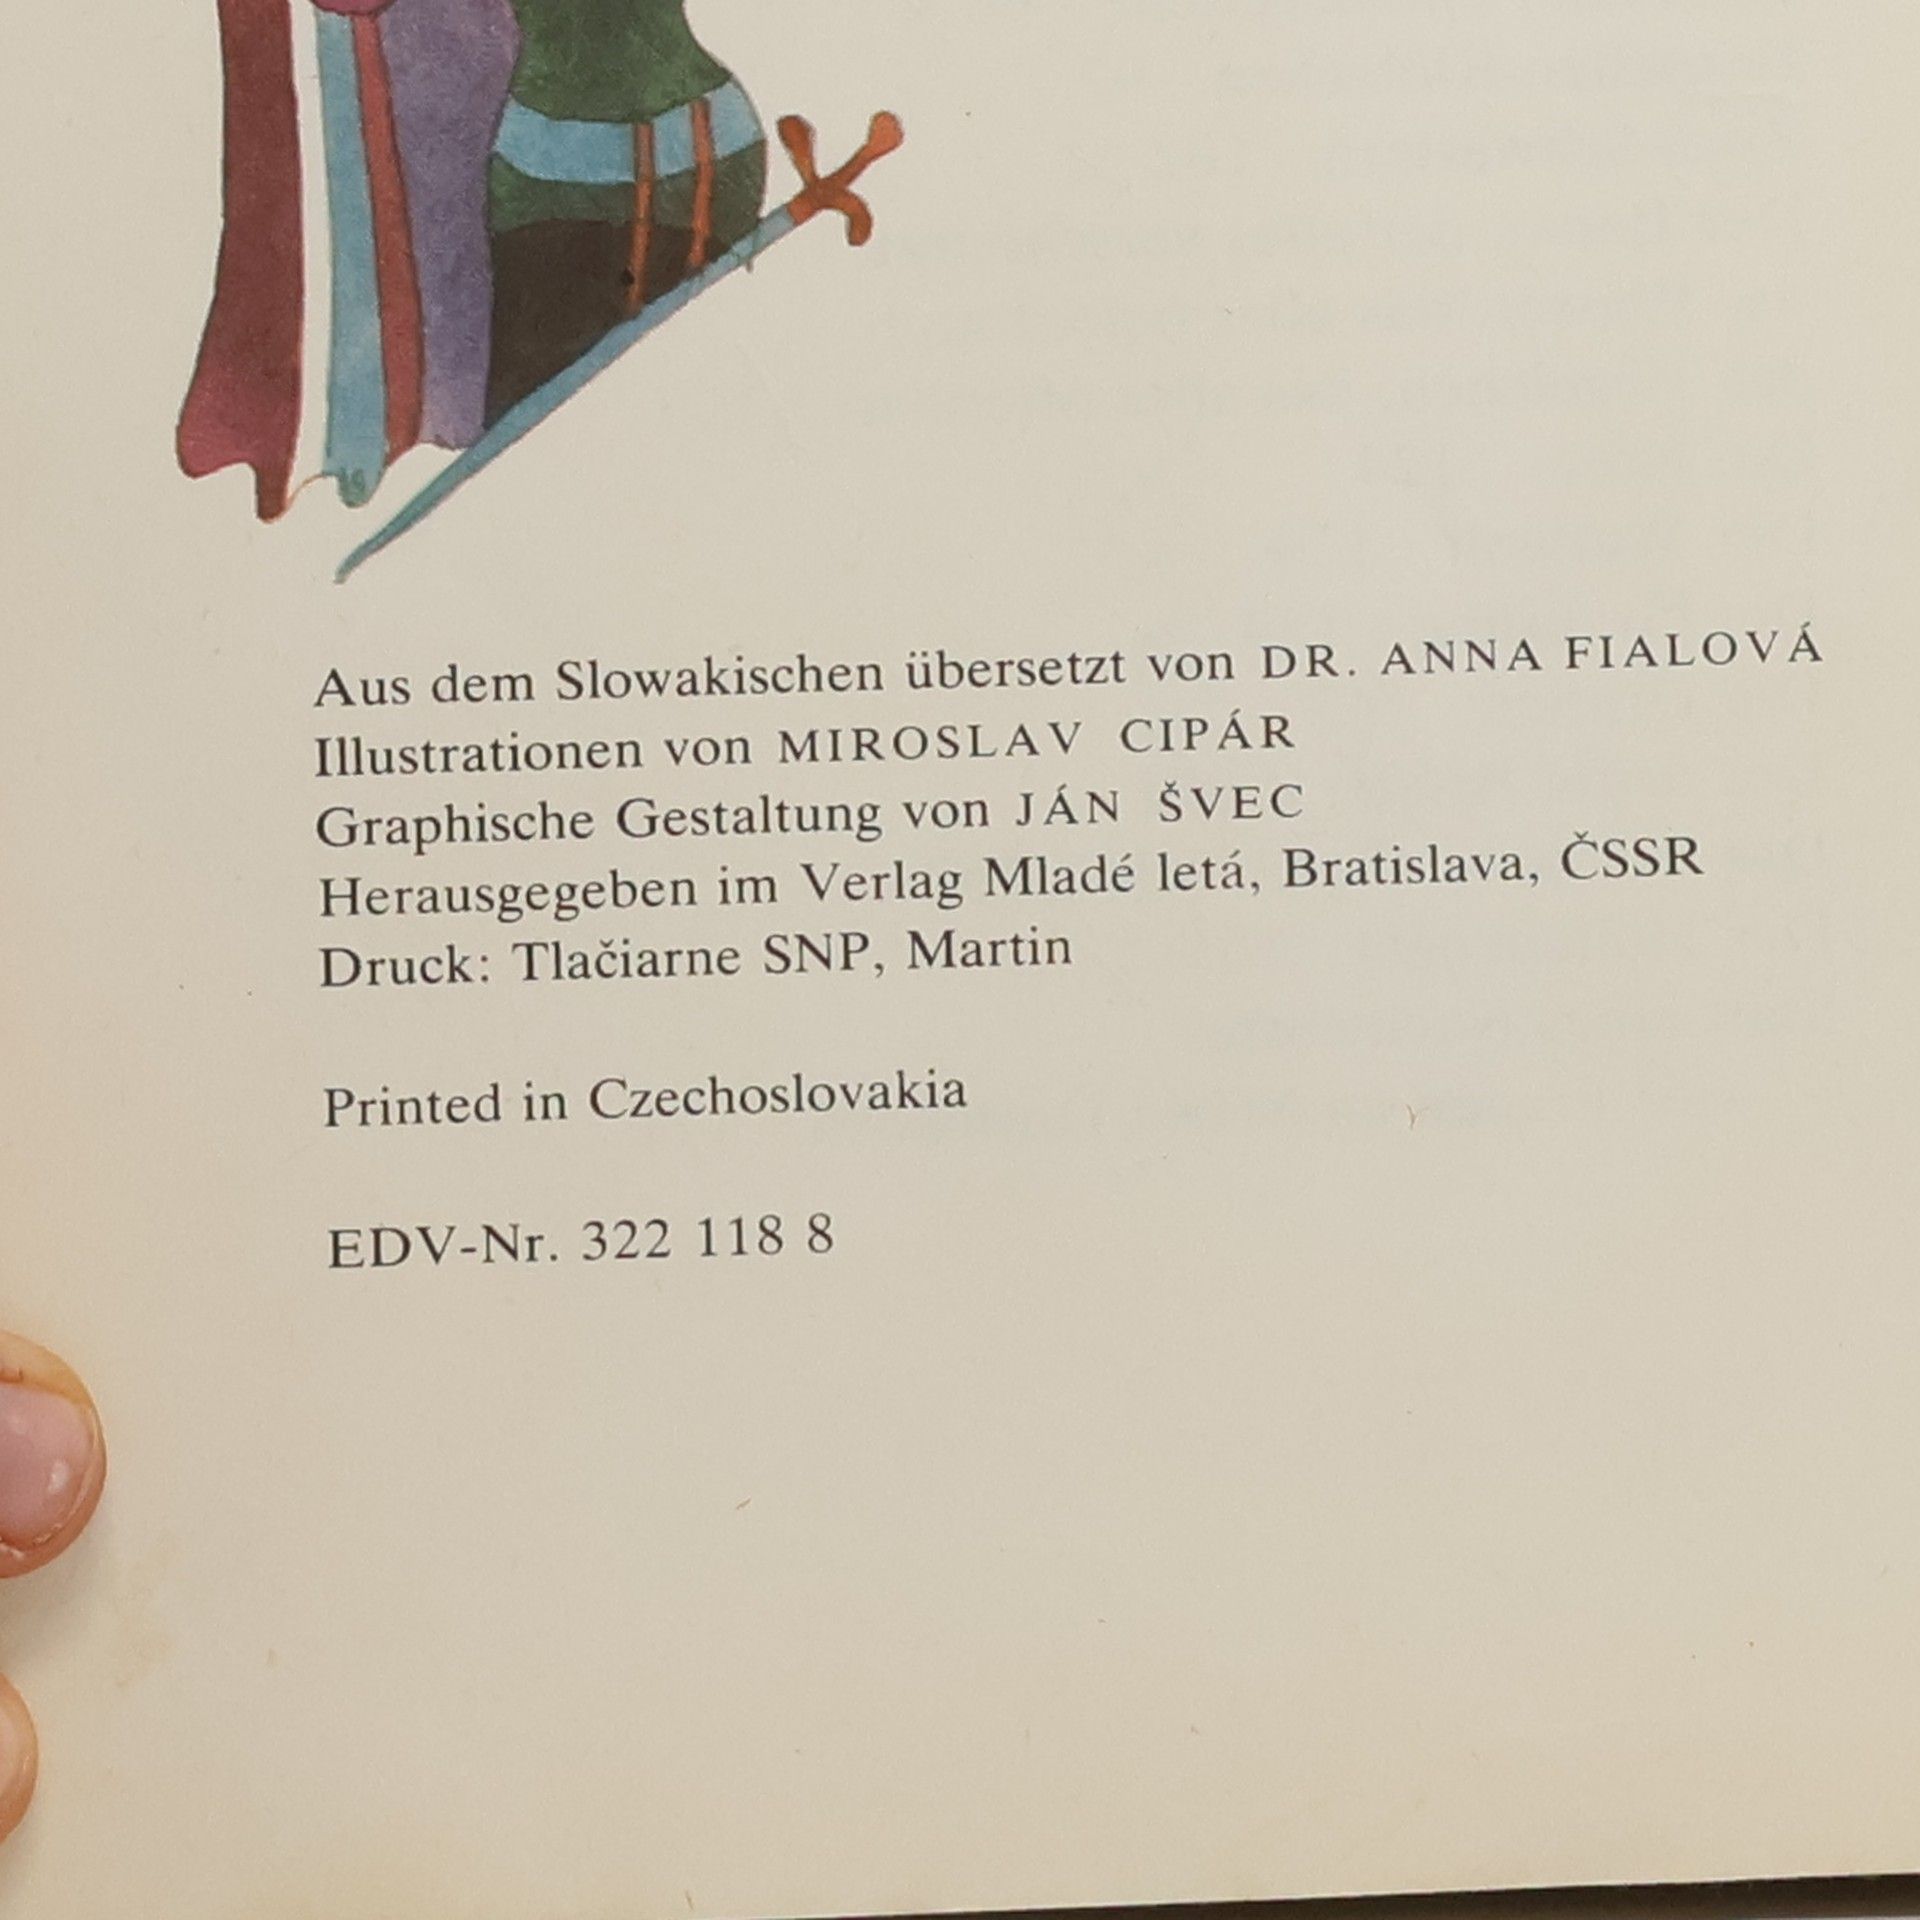 Aus dem Slowakischen übersetzt von DR. ANNA FIALOVÁ
Illustrationen von MIROSLAV CIPÁR
Graphische Gestaltung von JÁN ŠVEC
Herausgegeben im Verlag Mladé letá, Bratislava, ČSSR
Druck: Tlačiarne SNP, Martin
Printed in Czechoslovakia
EDV-Nr. 322 118 8